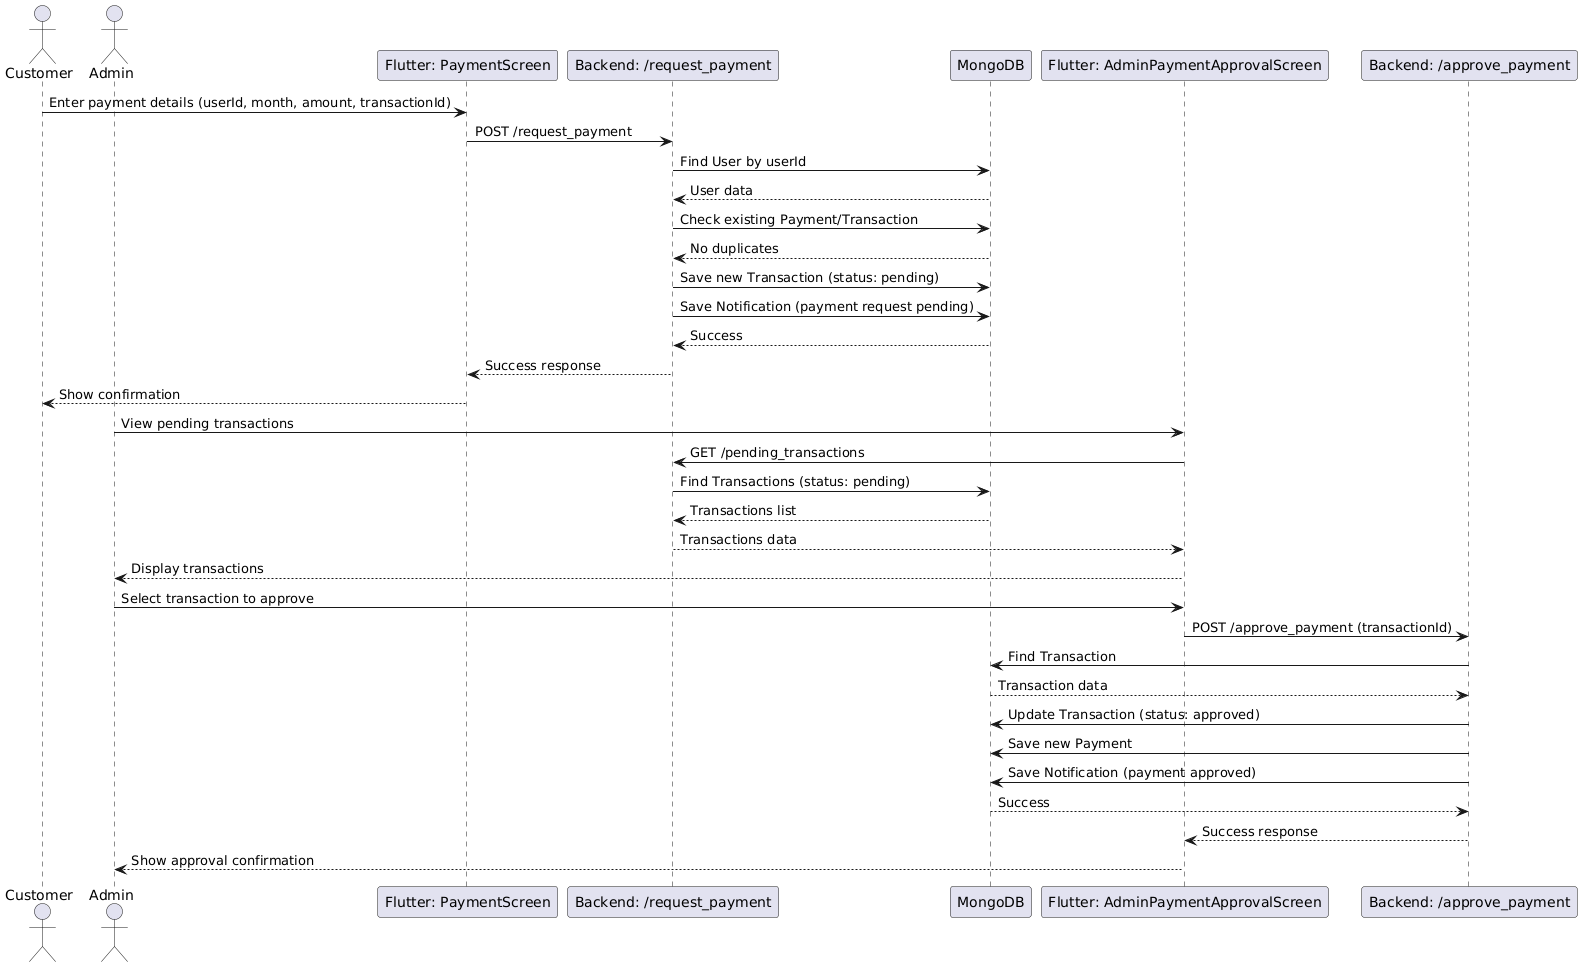 Customer
Admin
Flutter: PaymentScreen
Backend: /request_payment
MongoDB
Flutter: AdminPaymentApprovalScreen
Backend: /approve_payment
Enter payment details (userId, month, amount, transactionId)
POST /request_payment
Find User by userId
User data
Check existing Payment/Transaction
No duplicates
Save new Transaction (status: pending)
Save Notification (payment request pending)
Success
Success response
Show confirmation
View pending transactions
GET /pending_transactions
Find Transactions (status: pending)
Transactions list
Transactions data
Display transactions
Select transaction to approve
POST /approve_payment (transactionId)
Find Transaction
Transaction data
Update Transaction (status: approved)
Save new Payment
Save Notification (payment approved)
Success
Success response
Show approval confirmation
Customer
Admin
Flutter: PaymentScreen
Backend: /request_payment
MongoDB
Flutter: AdminPaymentApprovalScreen
Backend: /approve_payment